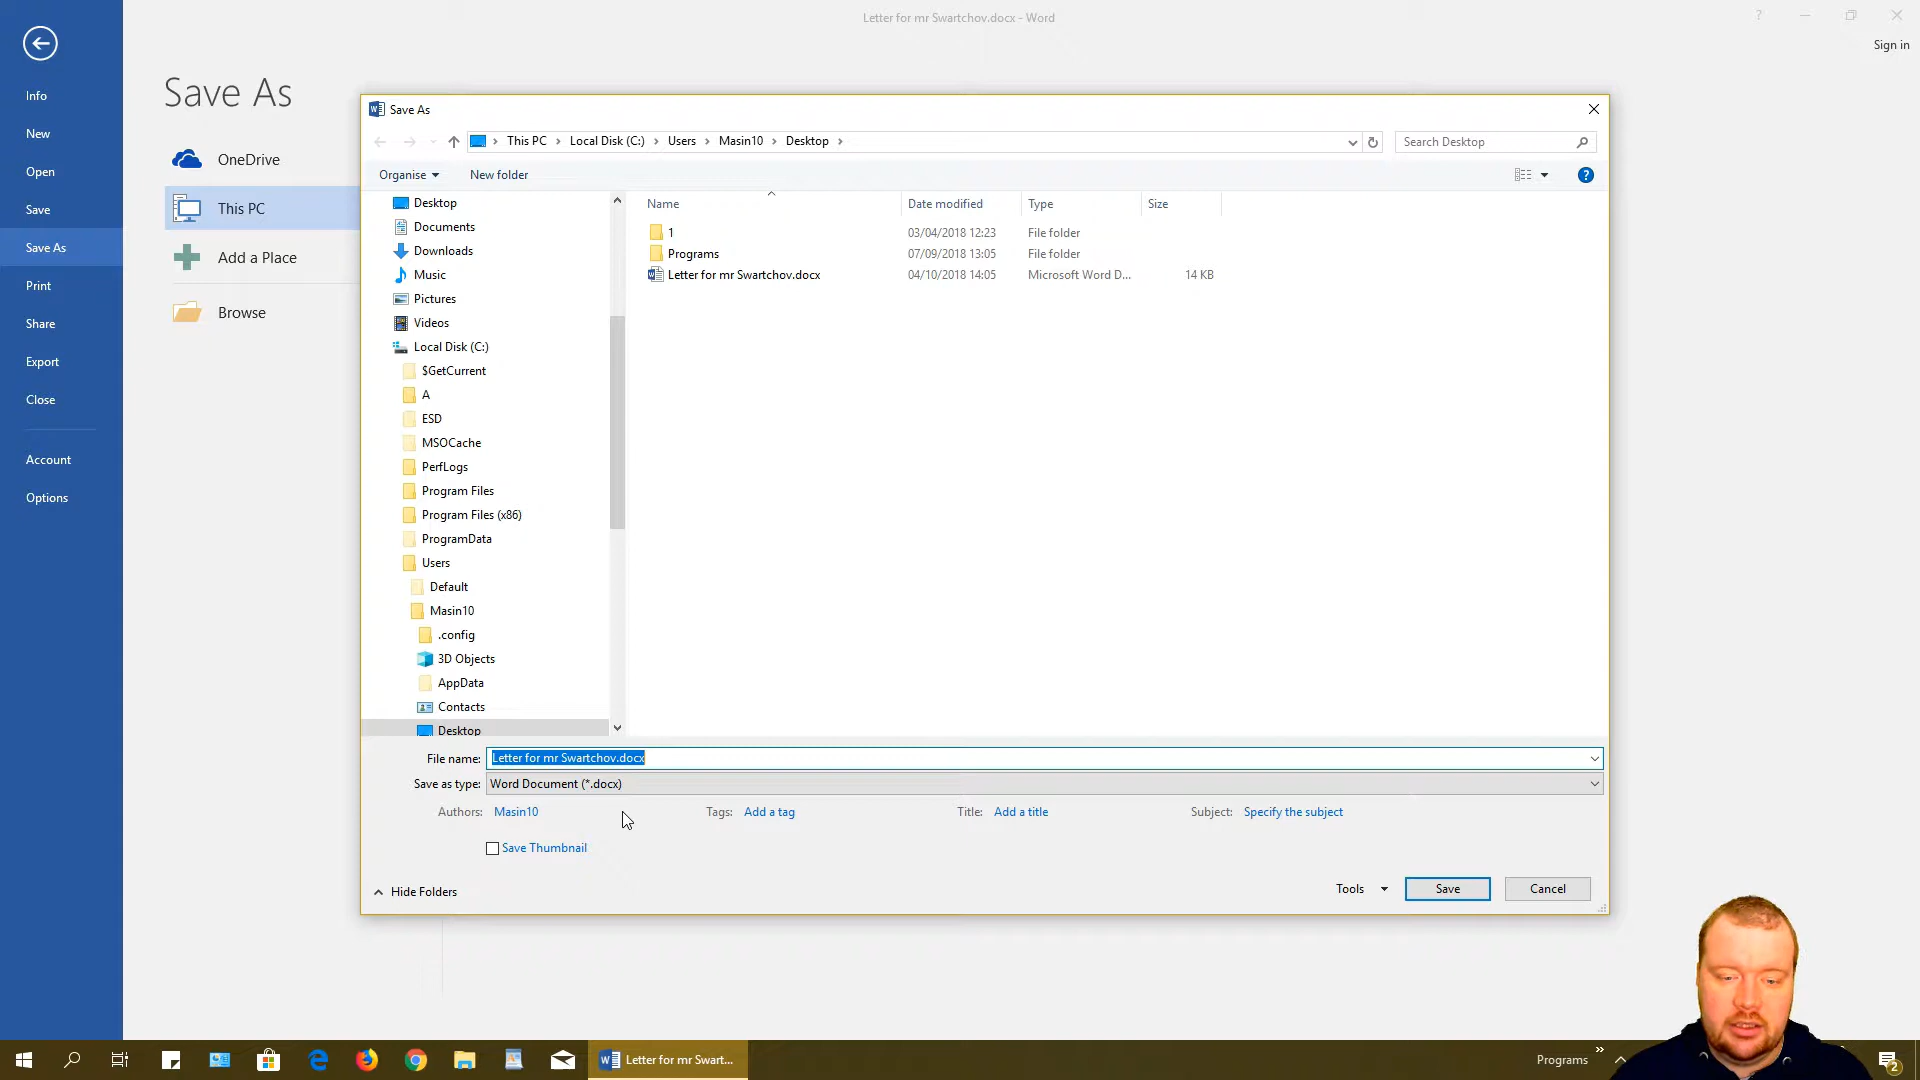 Letter for mr Swartchov.docx - Word
Sign in
Info
New
Open
Save
Save As
Print
Share
Export
Close
Account
Options
Save As
OneDrive
This PC
Add a Place
Browse
Save As
This PC
Local Disk (C:)
Users
Masin10
Desktop
Search Desktop
Organise
New folder
Desktop
Documents
Downloads
Music
Pictures
Videos
Local Disk (C:)
$GetCurrent
A
ESD
MSOCache
PerfLogs
Program Files
Program Files (x86)
ProgramData
Users
Default
Masin10
.config
3D Objects
AppData
Contacts
Desktop
Name Date modified Type Size
1 03/04/2018 12:23 File folder
Programs 07/09/2018 13:05 File folder
Letter for mr Swartchov.docx 04/10/2018 14:05 Microsoft Word D... 14 KB
File name: Letter for mr Swartchov.docx
Save as type: Word Document (*.docx)
Authors: Masin10 Tags: Add a tag Title: Add a title Subject: Specify the subject
Save Thumbnail
Hide Folders
Tools
Save
Cancel
Letter for mr Swart...
Programs
2